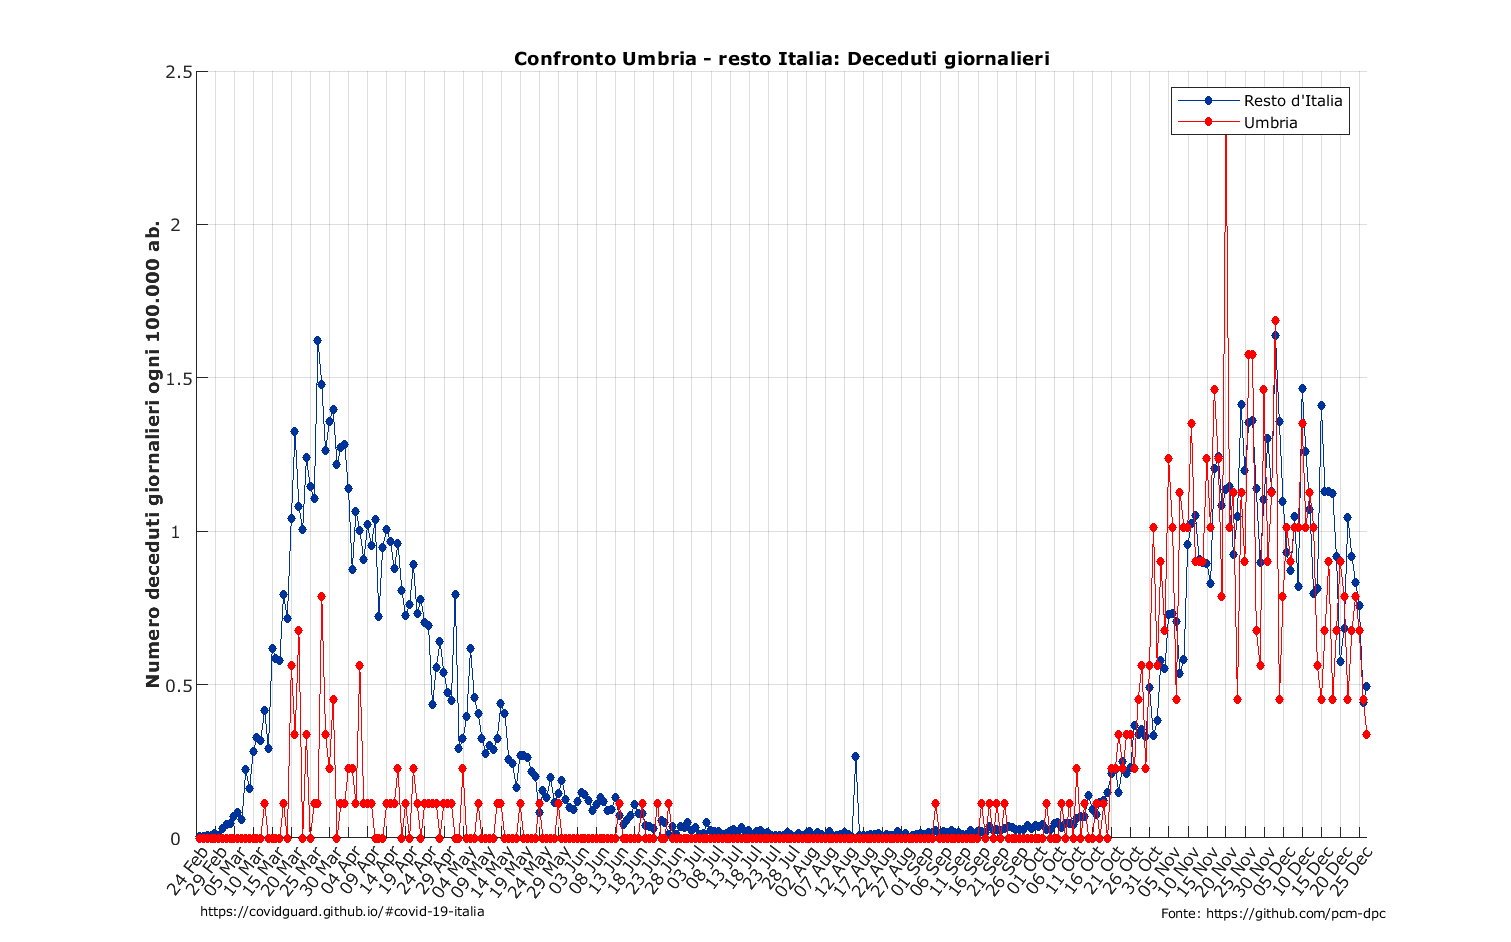 Confronto Umbria - resto Italia: Deceduti giornalieri
Resto d'Italia
Umbria
Numero deceduti giornalieri ogni 100.000 ab.
2.5
2
1.5
1
0.5
0
24 Feb
29 Feb
05 Mar
10 Mar
15 Mar
20 Mar
25 Mar
30 Mar
04 Apr
09 Apr
14 Apr
19 Apr
24 Apr
29 Apr
04 May
09 May
14 May
19 May
24 May
29 May
03 Jun
08 Jun
13 Jun
18 Jun
23 Jun
28 Jun
03 Jul
08 Jul
13 Jul
18 Jul
23 Jul
28 Jul
02 Aug
07 Aug
12 Aug
17 Aug
22 Aug
27 Aug
01 Sep
06 Sep
11 Sep
16 Sep
21 Sep
26 Sep
01 Oct
06 Oct
11 Oct
16 Oct
21 Oct
26 Oct
31 Oct
05 Nov
10 Nov
15 Nov
20 Nov
25 Nov
30 Nov
05 Dec
10 Dec
15 Dec
20 Dec
25 Dec
https://covidguard.github.io/#covid-19-italia
Fonte: https://github.com/pcm-dpc